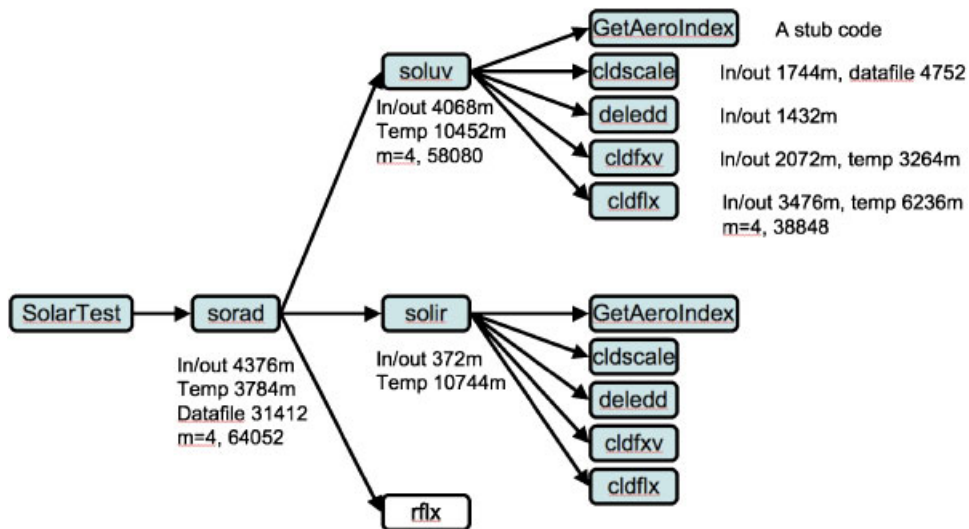 GetAeroIndex A stub code
soluv
cldscale In/out 1744m, datafile 4752
In/out 4068m
Temp 10452m
m=4, 58080
deledd In/out 1432m
cldfxv In/out 2072m, temp 3264m
cldflx In/out 3476m, temp 6236m
m=4, 38848
SolarTest
sorad
solir
GetAeroIndex
In/out 4376m
Temp 3784m
Datafile 31412
m=4, 64052
In/out 372m
Temp 10744m
cldscale
deledd
cldfxv
cldflx
rflx